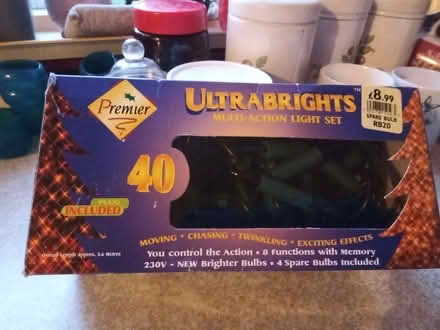 Premier
ULTRABRIGHTS™
MULTI-ACTION LIGHT SET
£8.99
SPARE BULB
RB20
40
PLUG
INCLUDED
MOVING • CHASING • TWINKLING • EXCITING EFFECTS
You control the Action • 8 Functions with Memory
230V - NEW Brighter Bulbs • 4 Spare Bulbs Included